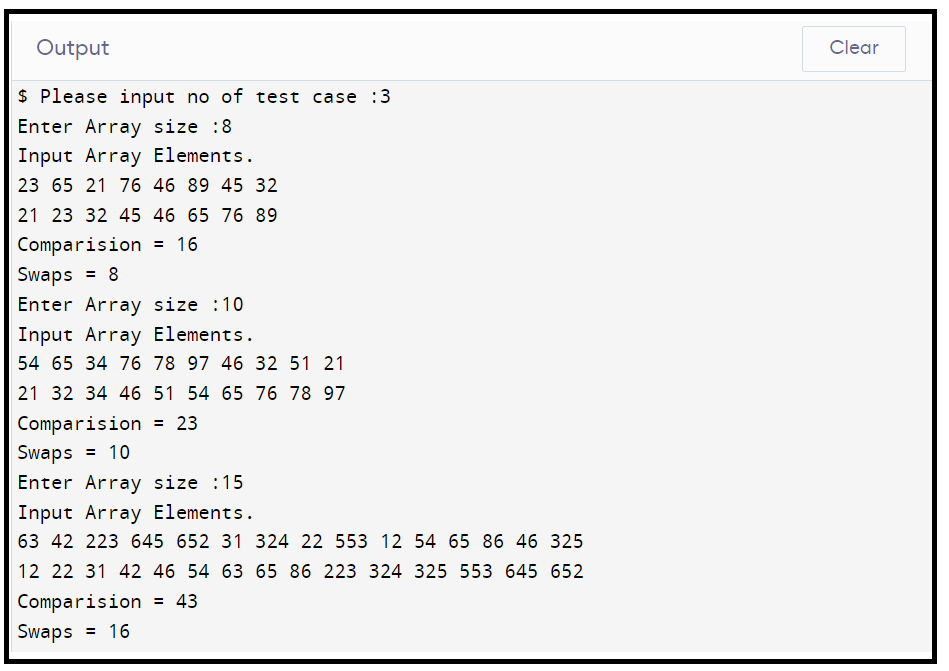 Output
Clear
$ Please input no of test case :3
Enter Array size :8
Input Array Elements.
23 65 21 76 46 89 45 32
21 23 32 45 46 65 76 89
Comparision = 16
Swaps = 8
Enter Array size :10
Input Array Elements.
54 65 34 76 78 97 46 32 51 21
21 32 34 46 51 54 65 76 78 97
Comparision = 23
Swaps = 10
Enter Array size :15
Input Array Elements.
63 42 223 645 652 31 324 22 553 12 54 65 86 46 325
12 22 31 42 46 54 63 65 86 223 324 325 553 645 652
Comparision = 43
Swaps = 16